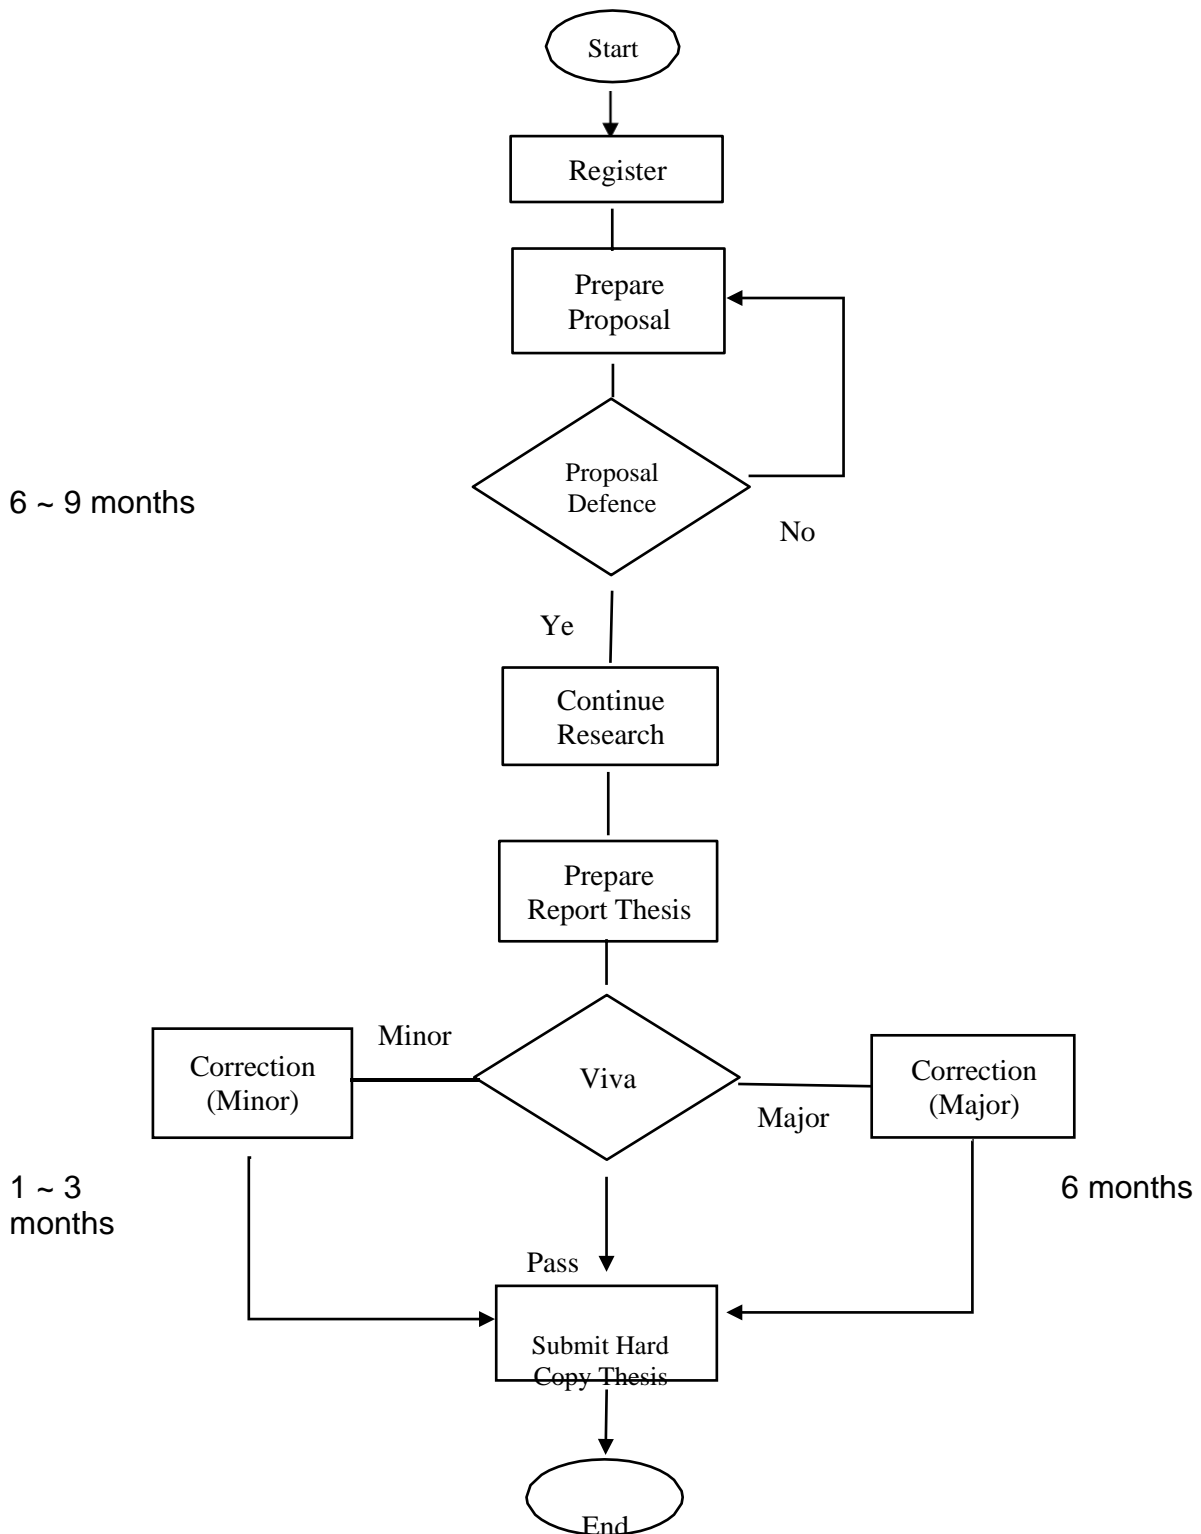 Start
Register
Prepare
Proposal
Proposal
Defence
6 ~ 9 months
No
Ye
Continue
Research
Prepare
Report Thesis
Minor
Correction
(Minor)
Viva
Correction
(Major)
Major
1 ~ 3
months
6 months
Pass
Submit Hard
Copy Thesis
End